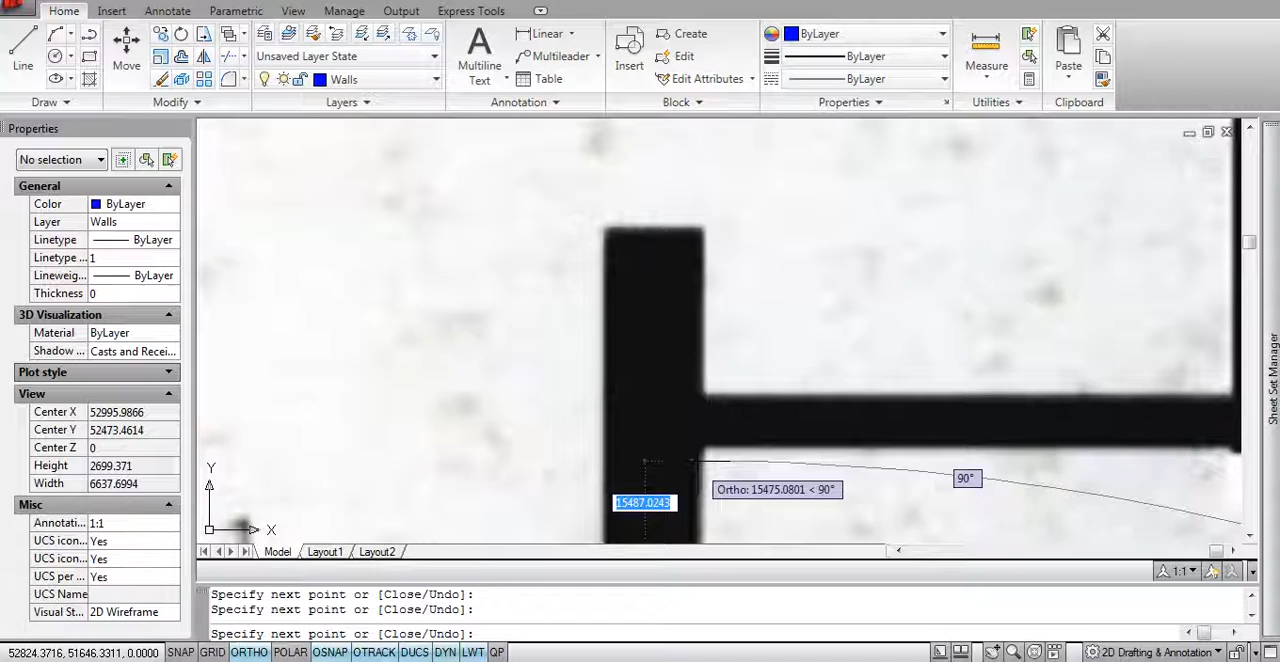 Home Insert Annotate Parametric View Manage Output Express Tools
Line
Move
Unsaved Layer State
Walls
Multiline
Text
Linear
Multileader
Table
Insert
Create
Edit
Edit Attributes
ByLayer
ByLayer
ByLayer
Measure
Paste
Draw Modify Layers Annotation Block Properties Utilities Clipboard
Properties
No selection
General
Color ByLayer
Layer Walls
Linetype ByLayer
Linetype ... 1
Lineweig... ByLayer
Thickness 0
3D Visualization
Material ByLayer
Shadow ... Casts and Recei...
Plot style
View
Center X 52995.9866
Center Y 52473.4614
Center Z 0
Height 2699.371
Width 6637.6994
Misc
Annotati... 1:1
UCS icon... Yes
UCS icon... Yes
UCS per ... Yes
UCS Name
Visual St... 2D Wireframe
Y
X
90°
Ortho: 15475.0801 < 90°
15487.0243
Model Layout1 Layout2
1:1
Specify next point or [Close/Undo]:
Specify next point or [Close/Undo]:
Specify next point or [Close/Undo]:
Sheet Set Manager
52824.3716, 51646.3311, 0.0000 SNAP GRID ORTHO POLAR OSNAP OTRACK DUCS DYN LWT QP 2D Drafting & Annotation